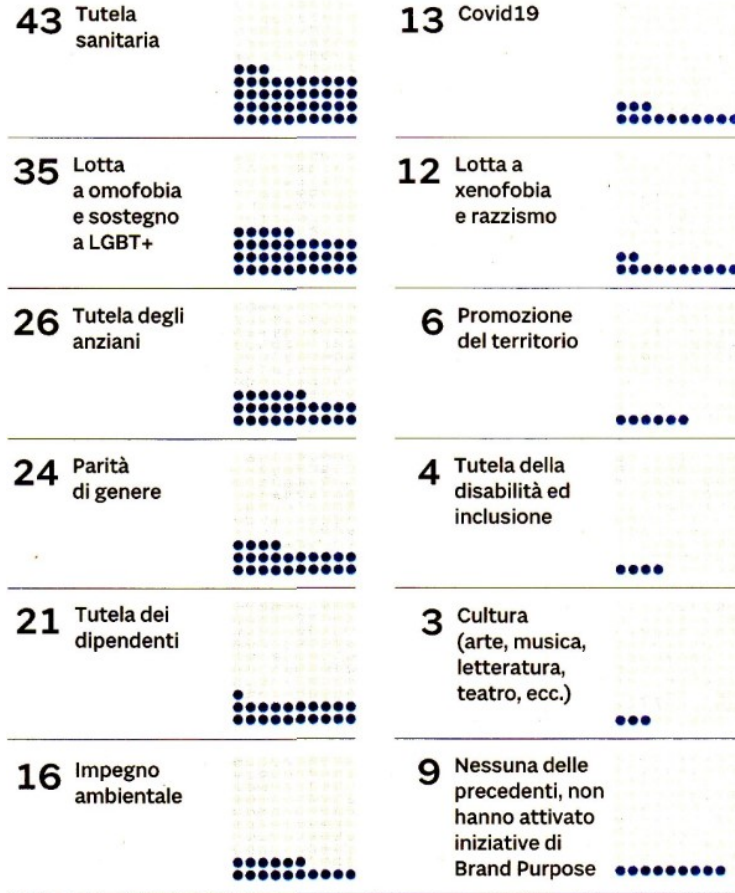 43 Tutela
sanitaria
35 Lotta
a omofobia
e sostegno
a LGBT+
26 Tutela degli
anziani
24 Parità
di genere
21 Tutela dei
dipendenti
16 Impegno
ambientale
13 Covid19
12 Lotta a
xenofobia
e razzismo
6 Promozione
del territorio
4 Tutela della
disabilità ed
inclusione
3 Cultura
(arte, musica,
letteratura,
teatro, ecc.)
9 Nessuna delle
precedenti, non
hanno attivato
iniziative di
Brand Purpose